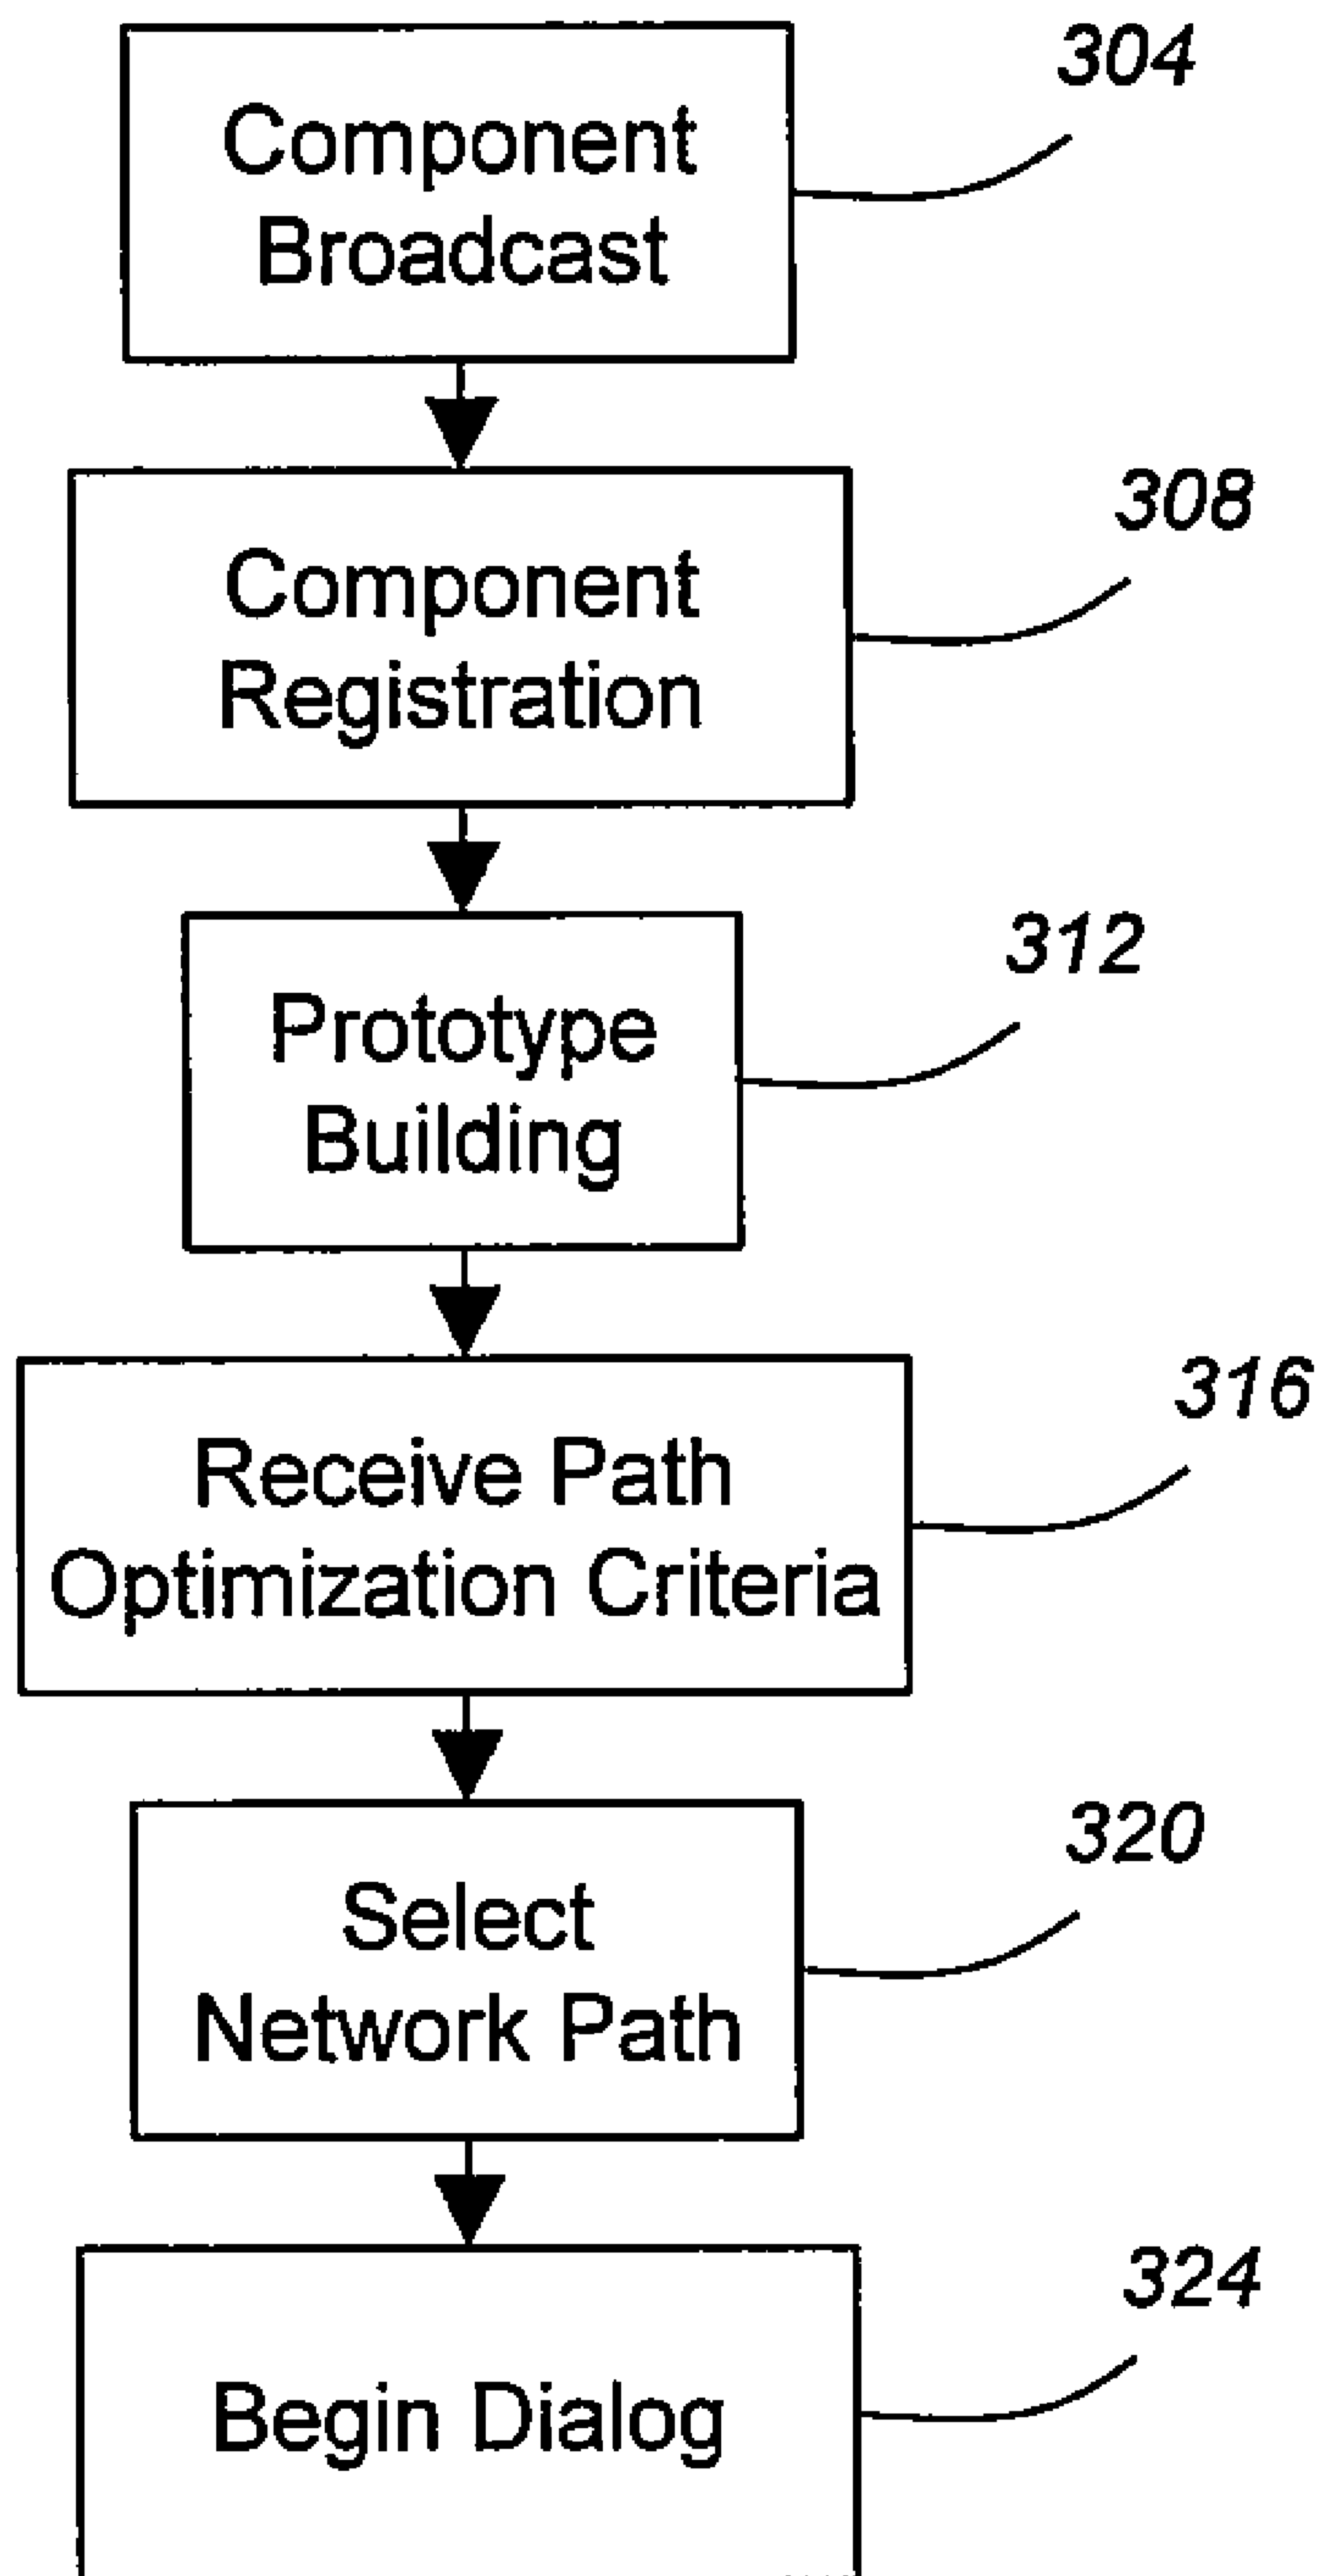 304
Component
Broadcast
308
Component
Registration
312
Prototype
Building
316
Receive Path
Optimization Criteria
320
Select
Network Path
324
Begin Dialog